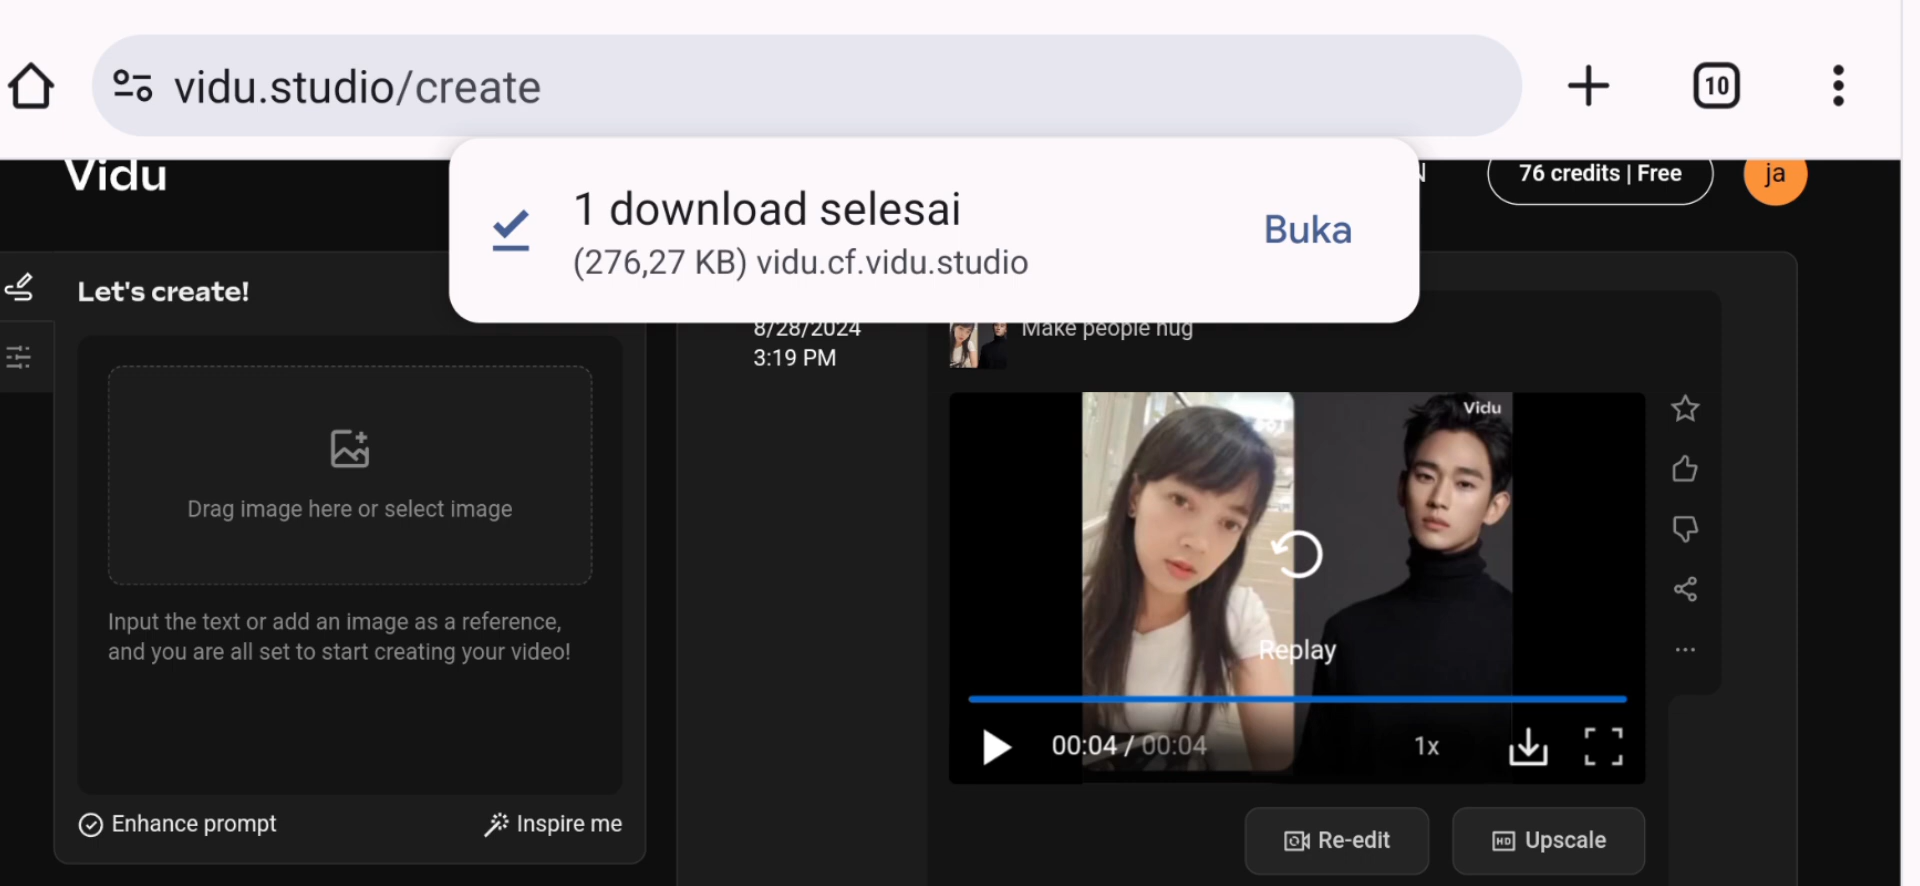 vidu.studio/create
10
Vidu
1 download selesai
(276,27 KB) vidu.cf.vidu.studio
Buka
76 credits | Free
ja
Let's create!
Drag image here or select image
Input the text or add an image as a reference,
and you are all set to start creating your video!
Enhance prompt
Inspire me
8/28/2024
3:19 PM
Make people hug
Vidu
Replay
00:04 / 00:04
1x
Re-edit
HD Upscale